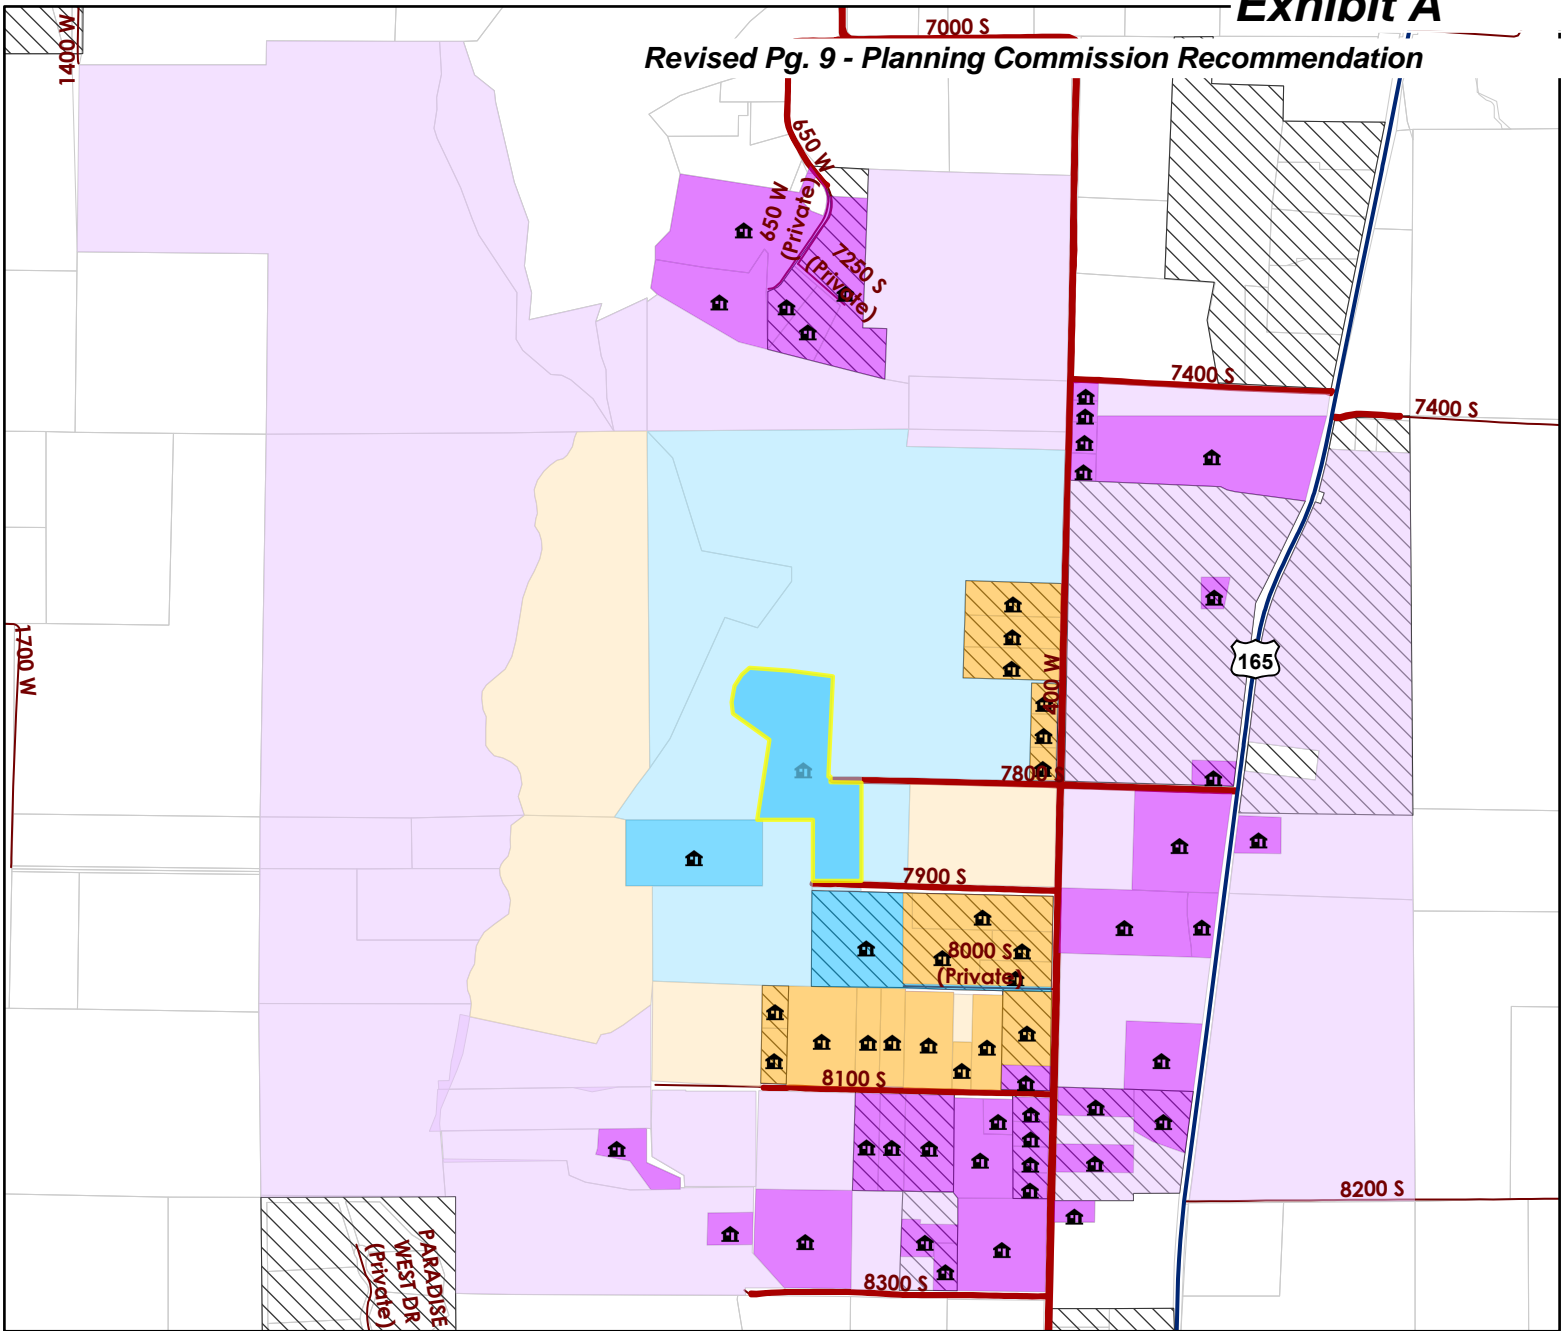 Exhibit A
7000 S
Revised Pg. 9 - Planning Commission Recommendation
1400 W
650 W
650 W
(Private)
7250 S
(Private)
7400 S
7400 S
1700 W
165
400 W
7800 S
7900 S
8000 S
(Private)
8100 S
8200 S
PARADISE
WEST DR
(Private)
8300 S